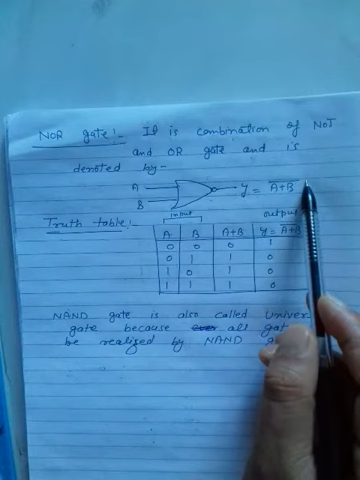 NOR gate:- It is combination of NOT
and OR gate and is
denoted by-
A
B
y = A+B
Truth table:-
input output
A B A+B y = A+B
0 0 0 1
0 1 1 0
1 0 1 0
1 1 1 0
NAND gate is also called Univer
gate because all gat
be realized by NAND